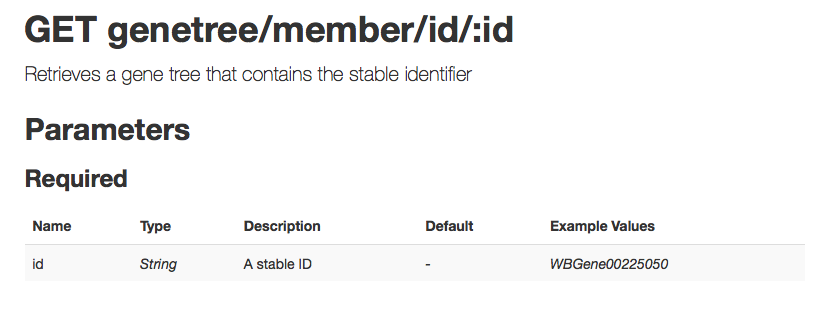 GET genetree/member/id/:id
Retrieves a gene tree that contains the stable identifier
Parameters
Required
Name Type Description Default Example Values
id String A stable ID - WBGene00225050